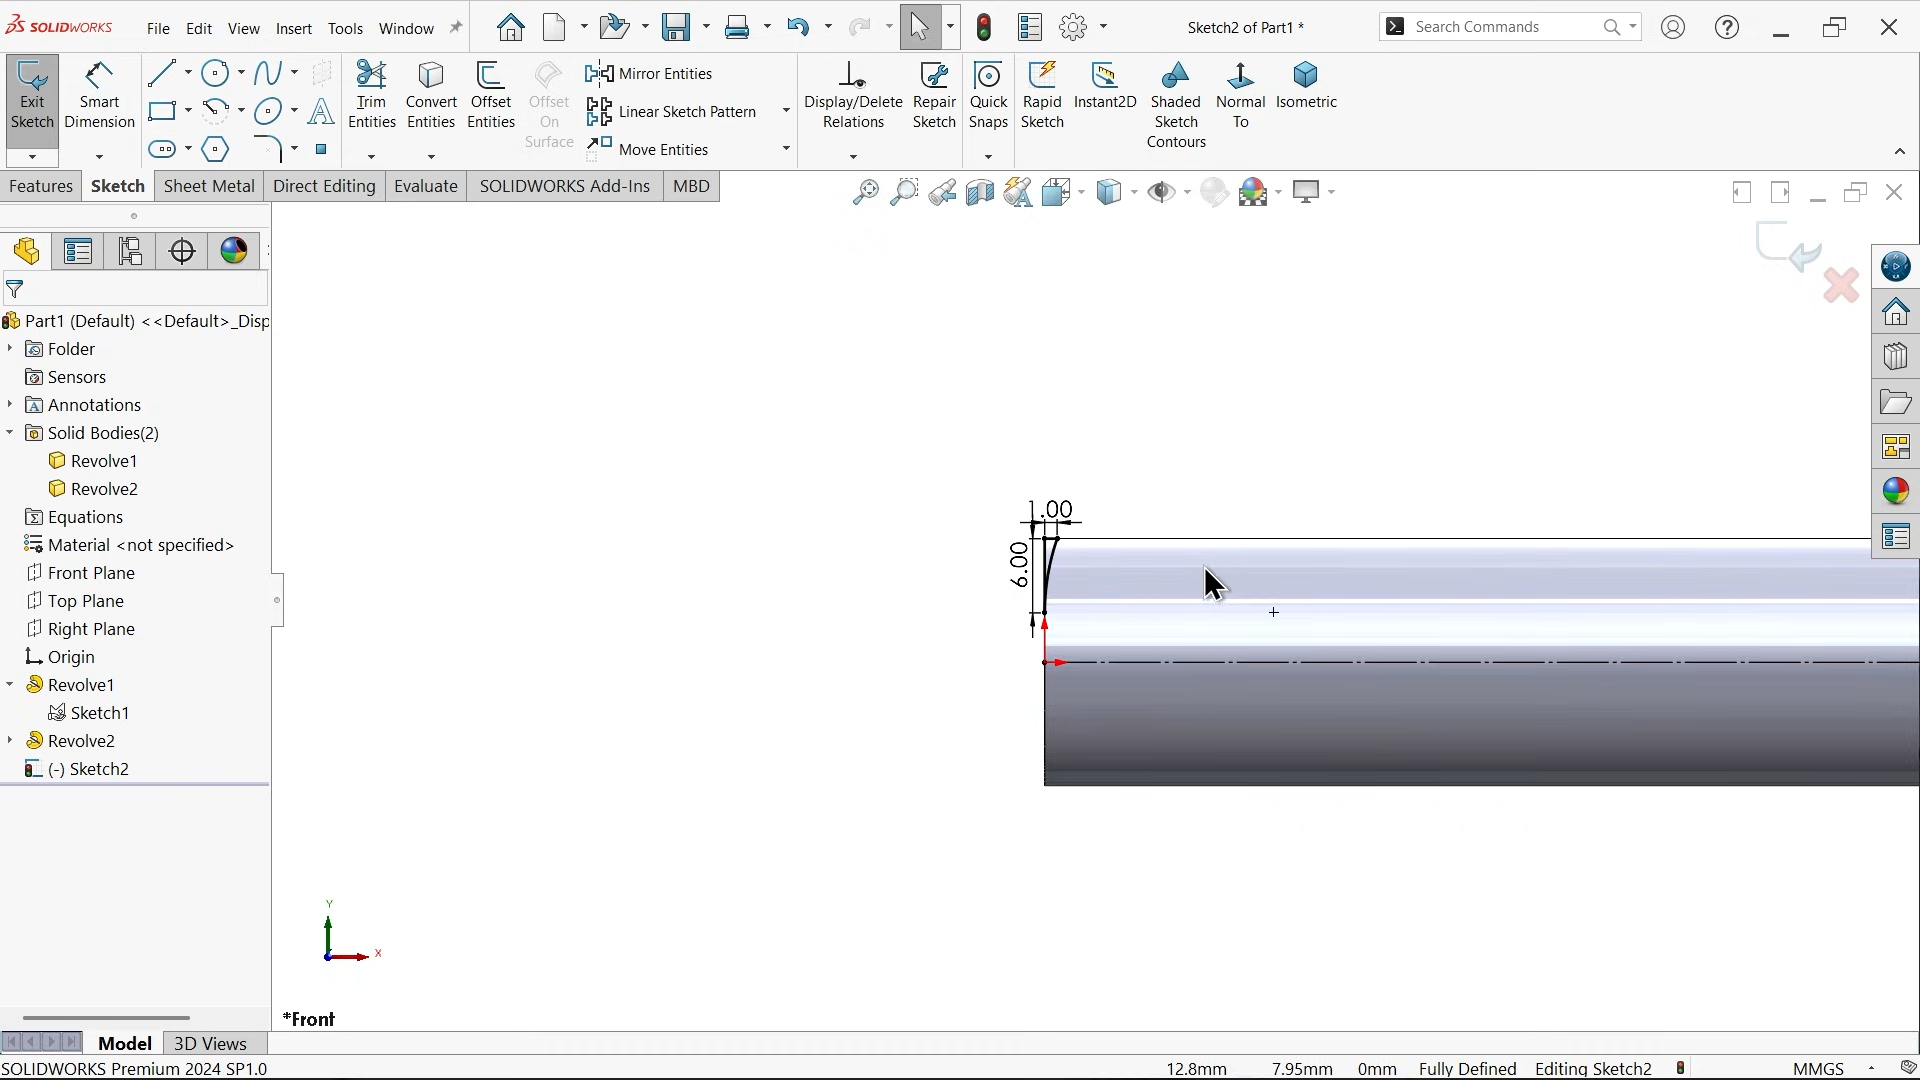 SOLIDWORKS File Edit View Insert Tools Window Sketch2 of Part1 * Search Commands
Exit Sketch
Smart Dimension
Trim Entities
Convert Entities
Offset Entities
Offset On Surface
Mirror Entities
Linear Sketch Pattern
Move Entities
Display/Delete Relations
Repair Sketch
Quick Snaps
Rapid Sketch
Instant2D
Shaded Sketch Contours
Normal To
Isometric
Features Sketch Sheet Metal Direct Editing Evaluate SOLIDWORKS Add-Ins MBD
Part1 (Default) <<Default>_Disp
Folder
Sensors
Annotations
Solid Bodies(2)
Revolve1
Revolve2
Equations
Material <not specified>
Front Plane
Top Plane
Right Plane
Origin
Revolve1
Sketch1
Revolve2
(-) Sketch2
1.00
6.00
Y
X
*Front
Model 3D Views
SOLIDWORKS Premium 2024 SP1.0 12.8mm 7.95mm 0mm Fully Defined Editing Sketch2 MMGS